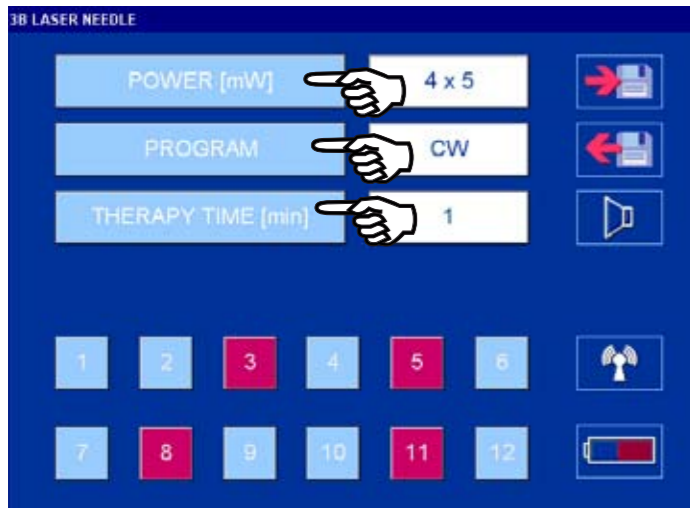 3B LASER NEEDLE
POWER [mW] 4 x 5
PROGRAM CW
THERAPY TIME [min] 1
1 2 3 4 5 6
7 8 9 10 11 12